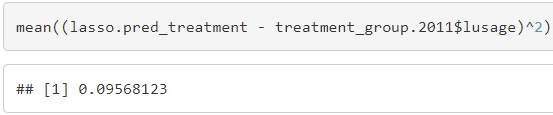 mean((lasso.pred_treatment - treatment_group.2011$lusage)^2)
## [1] 0.09568123